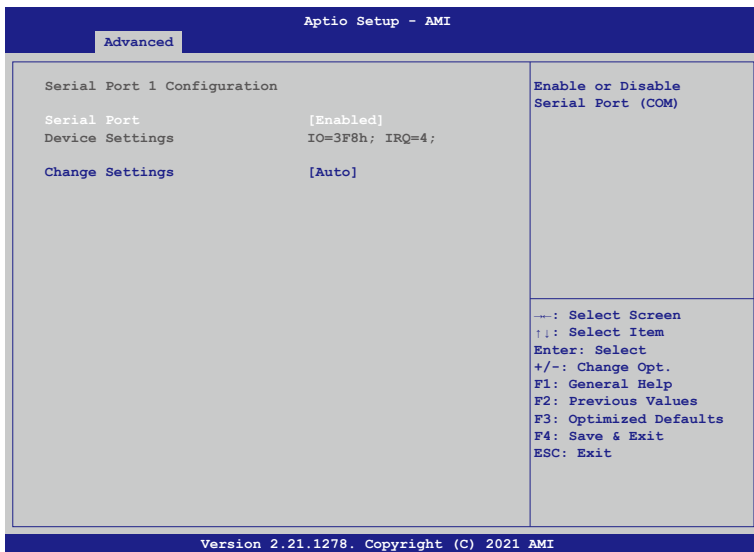 Aptio Setup - AMI
Advanced
Serial Port 1 Configuration
Serial Port [Enabled]
Device Settings IO=3F8h; IRQ=4;
Change Settings [Auto]
Enable or Disable
Serial Port (COM)
→←: Select Screen
↑↓: Select Item
Enter: Select
+/-: Change Opt.
F1: General Help
F2: Previous Values
F3: Optimized Defaults
F4: Save & Exit
ESC: Exit
Version 2.21.1278. Copyright (C) 2021 AMI